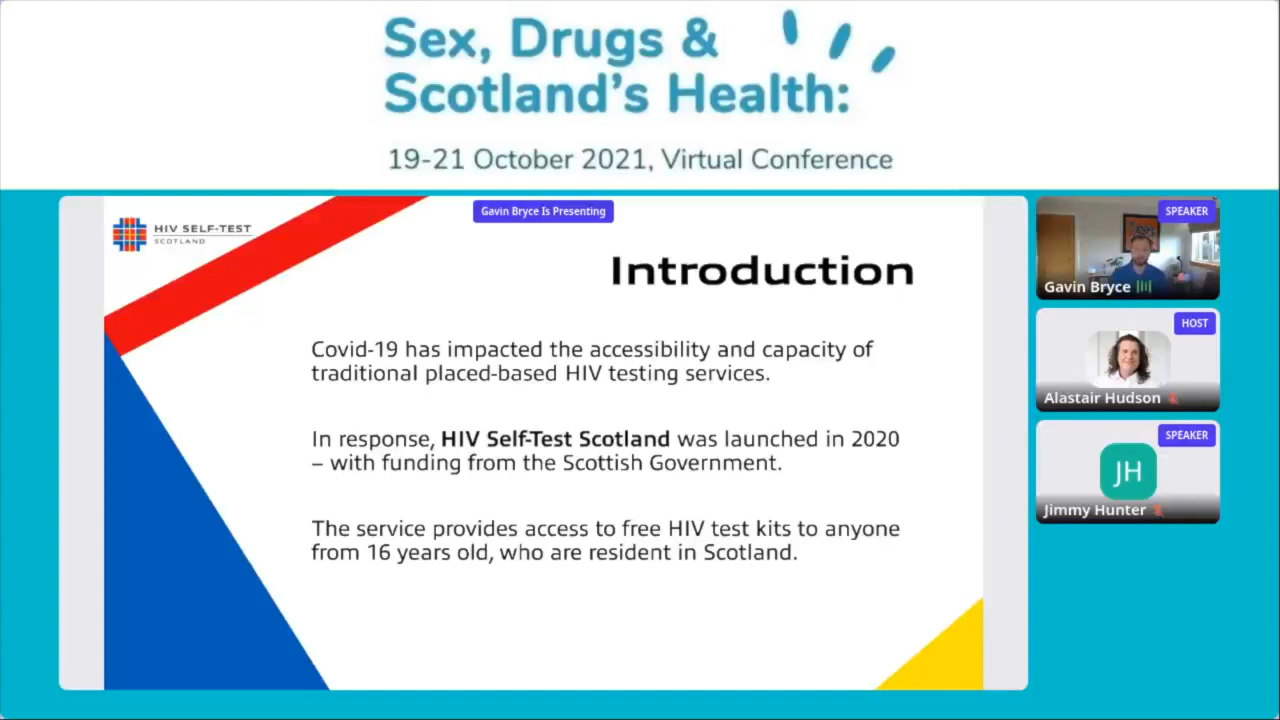 Sex, Drugs &
Scotland's Health:
19-21 October 2021, Virtual Conference
HIV SELF-TEST
SCOTLAND
Gavin Bryce Is Presenting
Introduction
Covid-19 has impacted the accessibility and capacity of
traditional placed-based HIV testing services.
In response, HIV Self-Test Scotland was launched in 2020
– with funding from the Scottish Government.
The service provides access to free HIV test kits to anyone
from 16 years old, who are resident in Scotland.
SPEAKER
Gavin Bryce
HOST
Alastair Hudson
SPEAKER
JH
Jimmy Hunter